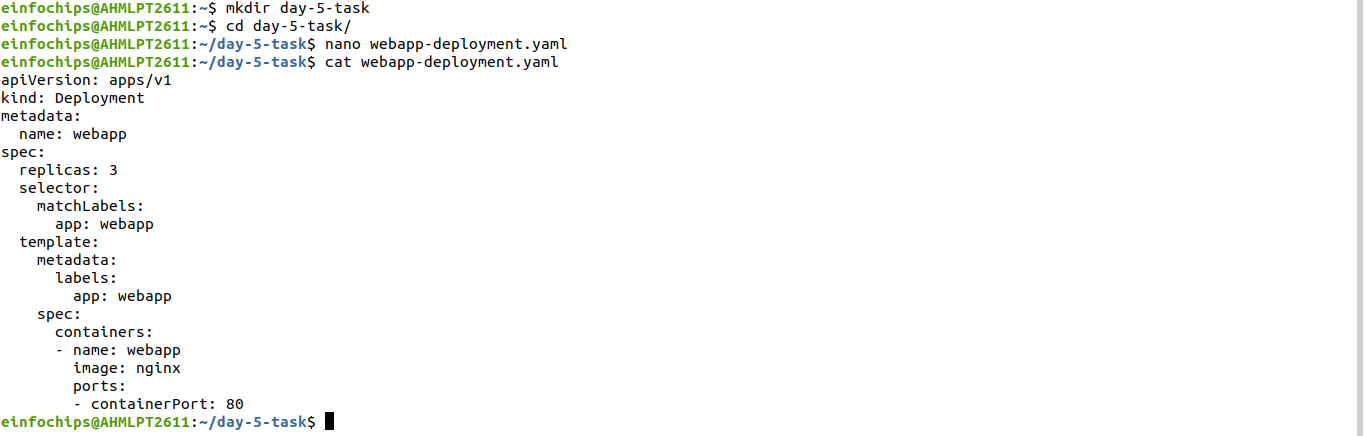 einfochips@AHMLPT2611:~$ mkdir day-5-task
einfochips@AHMLPT2611:~$ cd day-5-task/
einfochips@AHMLPT2611:~/day-5-task$ nano webapp-deployment.yaml
einfochips@AHMLPT2611:~/day-5-task$ cat webapp-deployment.yaml
apiVersion: apps/v1
kind: Deployment
metadata:
  name: webapp
spec:
  replicas: 3
  selector:
    matchLabels:
      app: webapp
  template:
    metadata:
      labels:
        app: webapp
    spec:
      containers:
      - name: webapp
        image: nginx
        ports:
        - containerPort: 80
einfochips@AHMLPT2611:~/day-5-task$